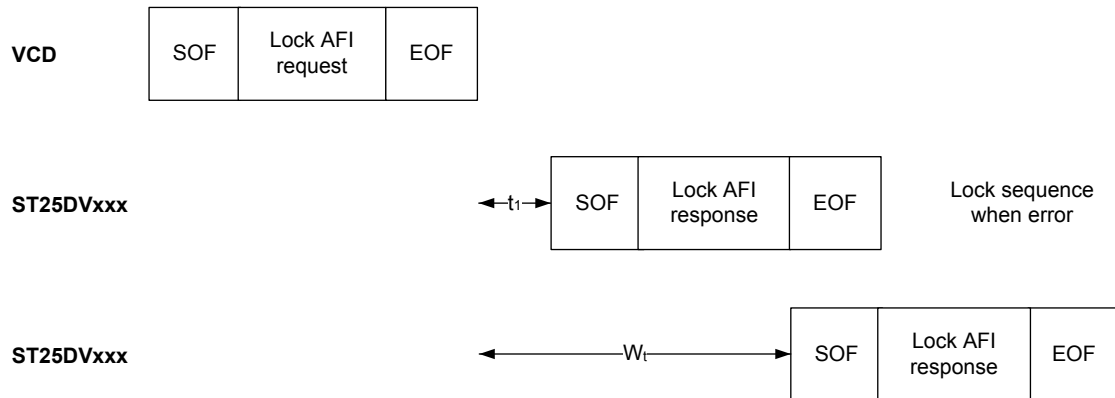 VCD
SOF
Lock AFI
request
EOF
ST25DVxxx
t1
SOF
Lock AFI
response
EOF
Lock sequence
when error
ST25DVxxx
Wt
SOF
Lock AFI
response
EOF